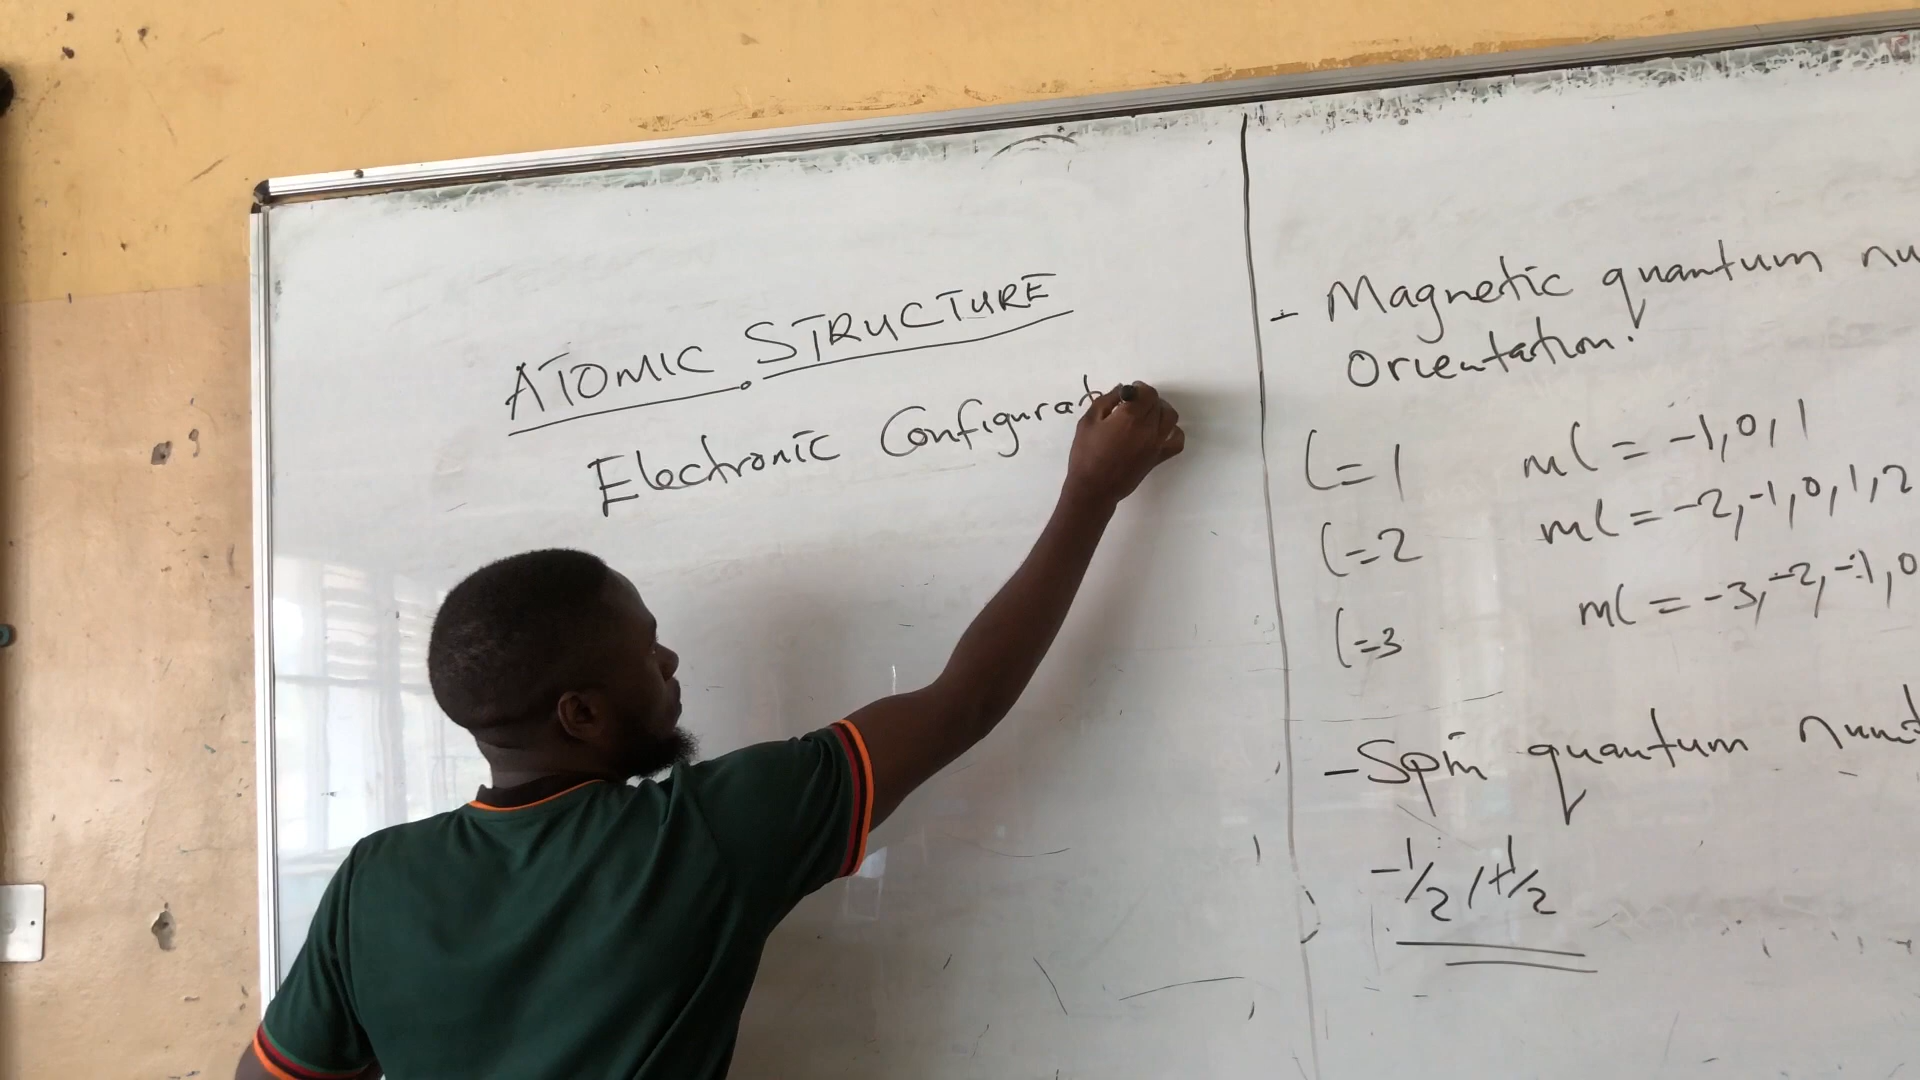 ATOMIC STRUCTURE
Electronic Configurat
- Magnetic quantum nu
Orientation.
l=1 ml = -1,0,1
l=2 ml = -2,-1,0,1,2
l=3 ml = -3,-2,-1,0
- Spin quantum num
-1/2 / +1/2